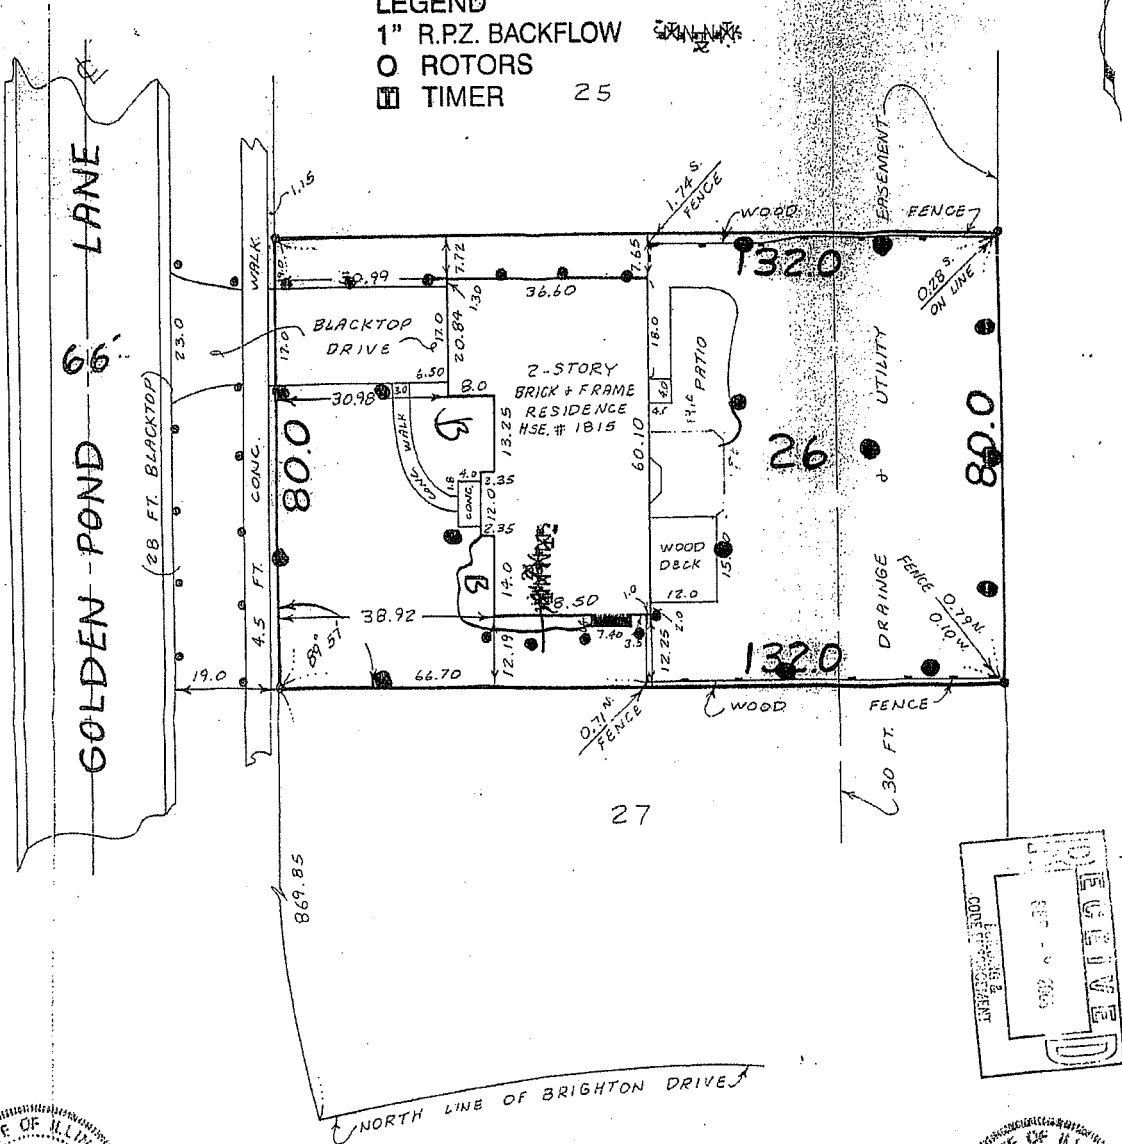 LEGEND
1" R.P.Z. BACKFLOW
O ROTORS
T TIMER
25
GOLDEN POND LANE
66'
(28 FT. BLACKTOP)
23.0
19.0
4.5 FT. CONC. WALK
1.15
1.74 S.
FENCE
WOOD
EASEMENT
FENCE
132.0
0.28 S.
ON LINE
30.99
7.72
7.65
1.30
36.60
BLACKTOP
DRIVE
17.0
17.0
20.84
6.50
8.0
30.98
3.0
CONC. WALK
B
13.25
2-STORY
BRICK & FRAME
RESIDENCE
HSE. # 1815
18.0
4.0
PATIO
60.10
26
80.0
80.0
DRAINGE & UTILITY
4.0
2.35
CONC.
12.0
2.35
B
14.0
WOOD
DECK
12.0
8.50
1.0
2.0
7.40
3.5
38.92
12.19
12.25
89° 57'
66.70
FENCE 0.79 N.
0.10 W.
132.0
0.71 N.
FENCE
WOOD
FENCE
30 FT.
27
869.85
NORTH LINE OF BRIGHTON DRIVE
RECEIVED
E OF ILLIN